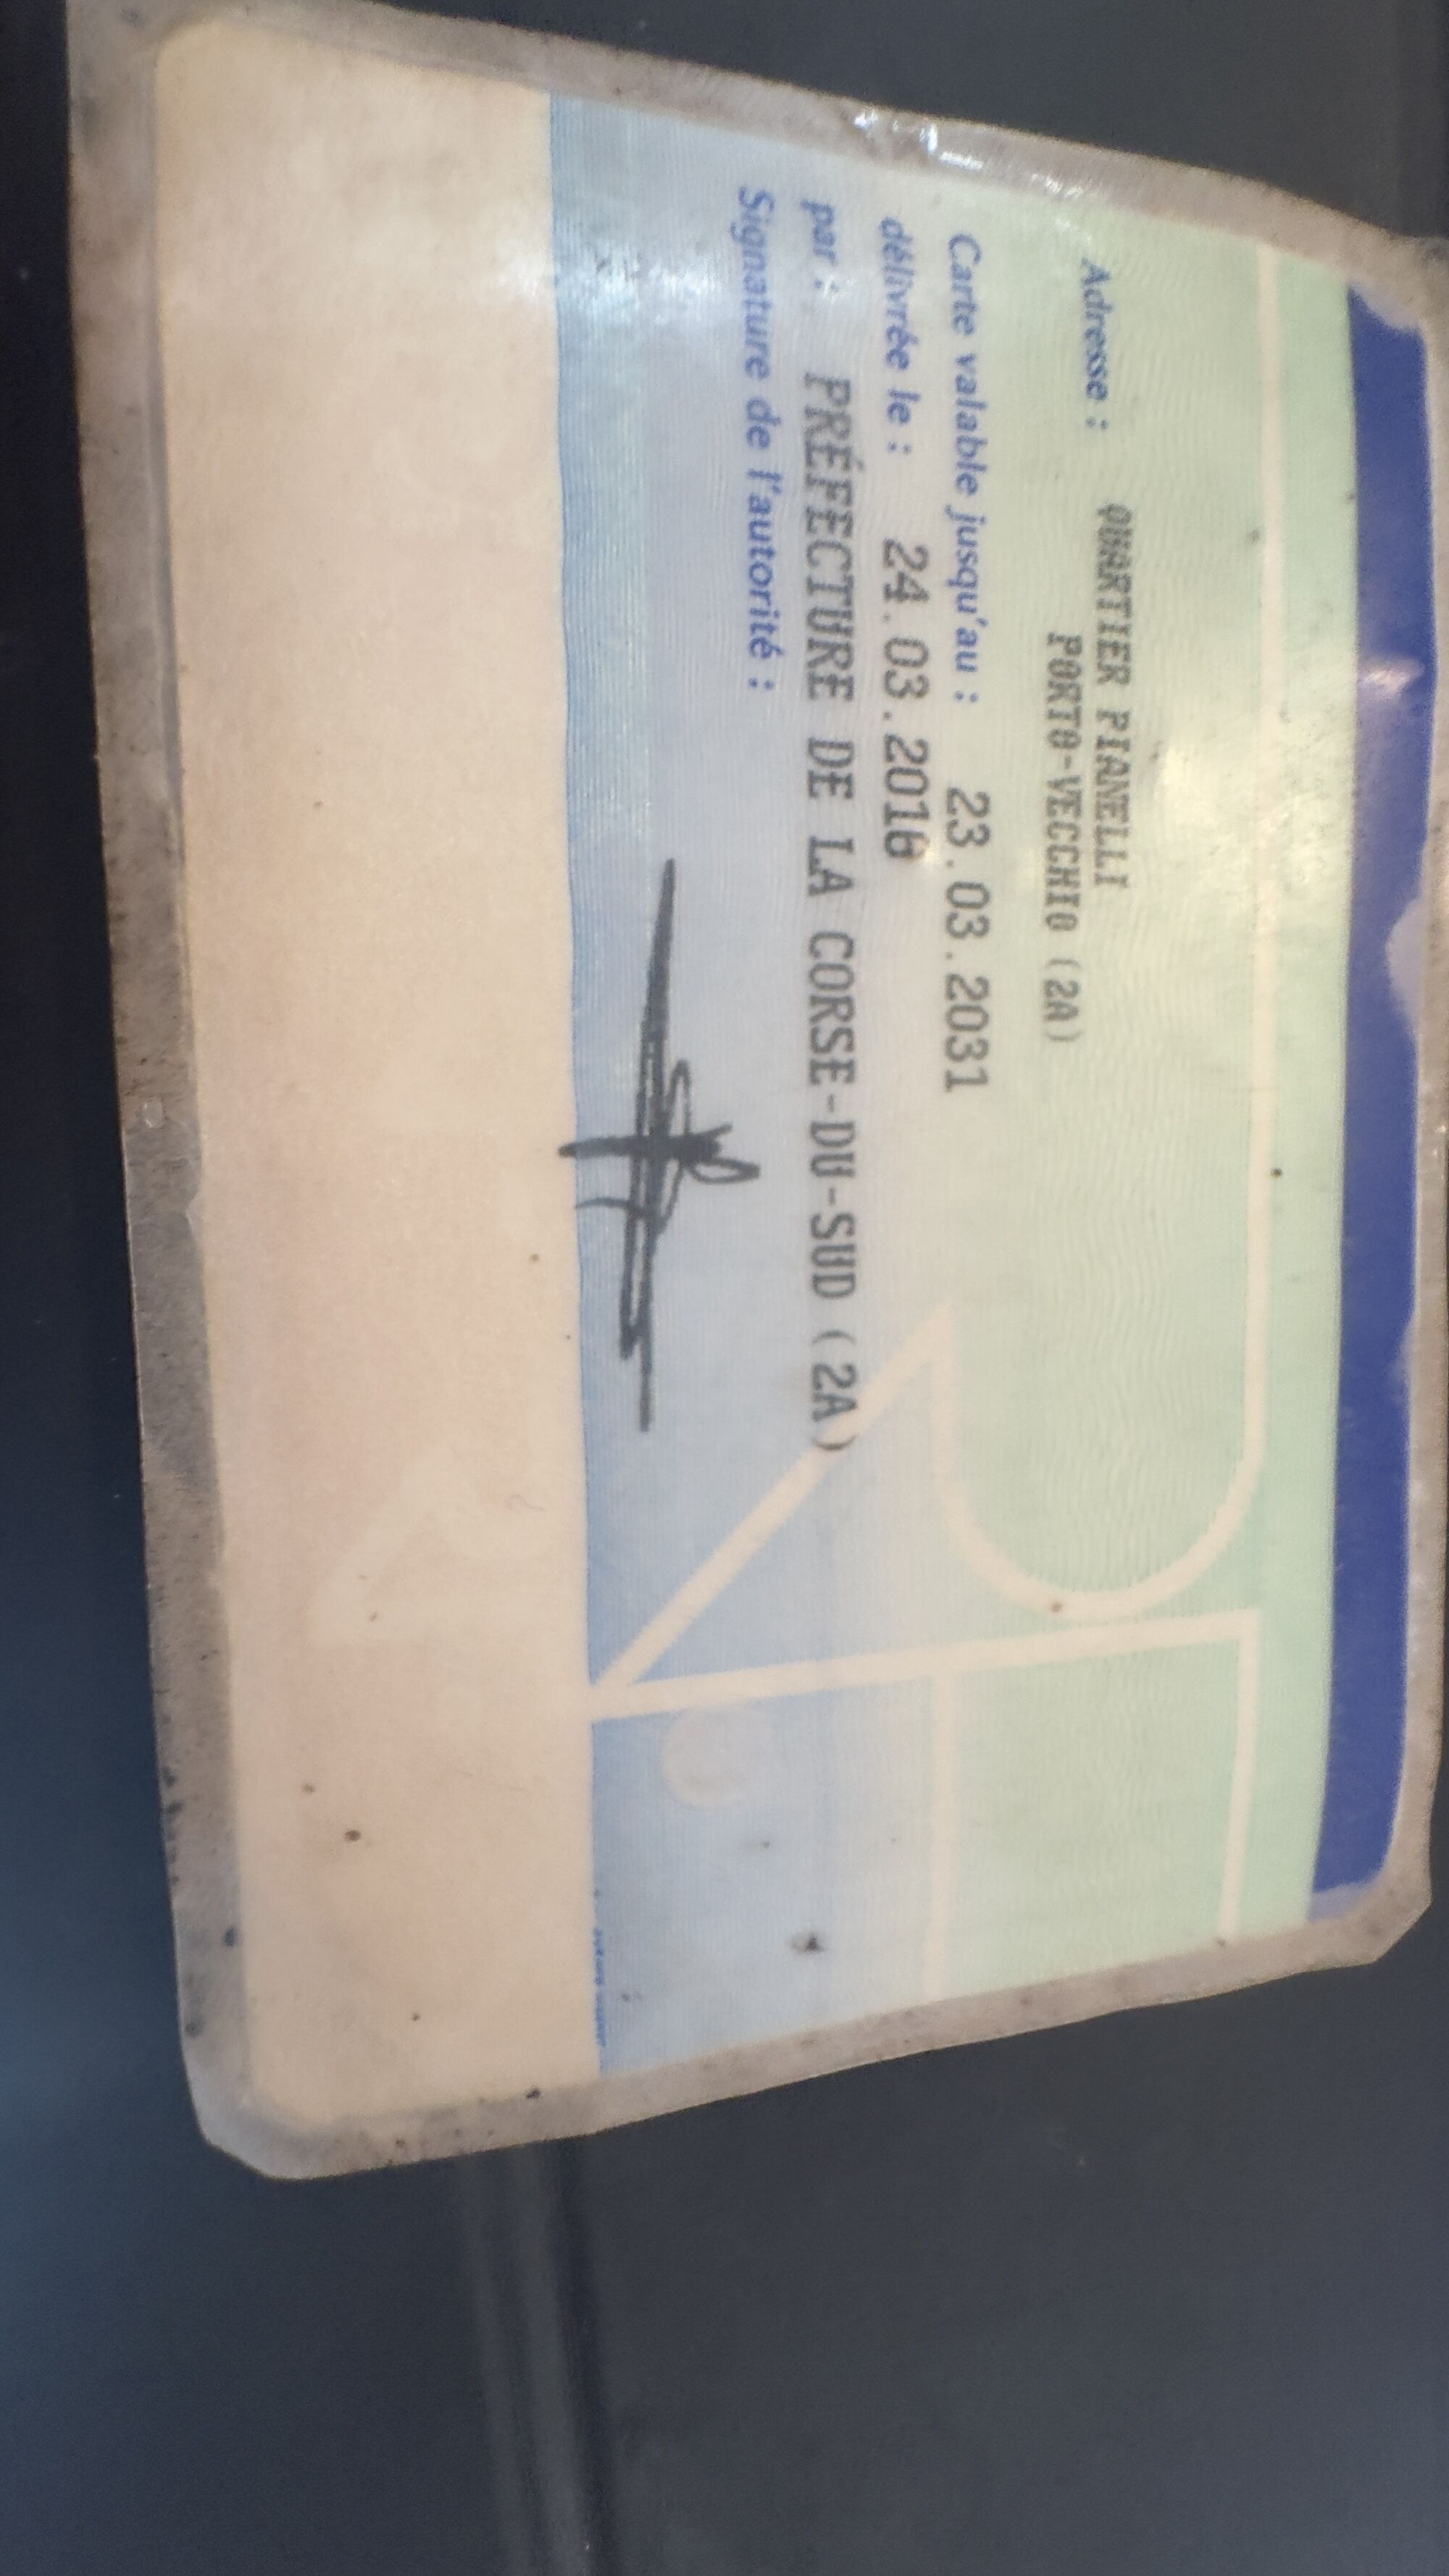 Adresse : QUARTIER PIANELLI
PORTO-VECCHIO (2A)
Carte valable jusqu'au : 23.03.2031
délivrée le : 24.03.2016
par : PRÉFECTURE DE LA CORSE-DU-SUD (2A)
Signature de l'autorité :